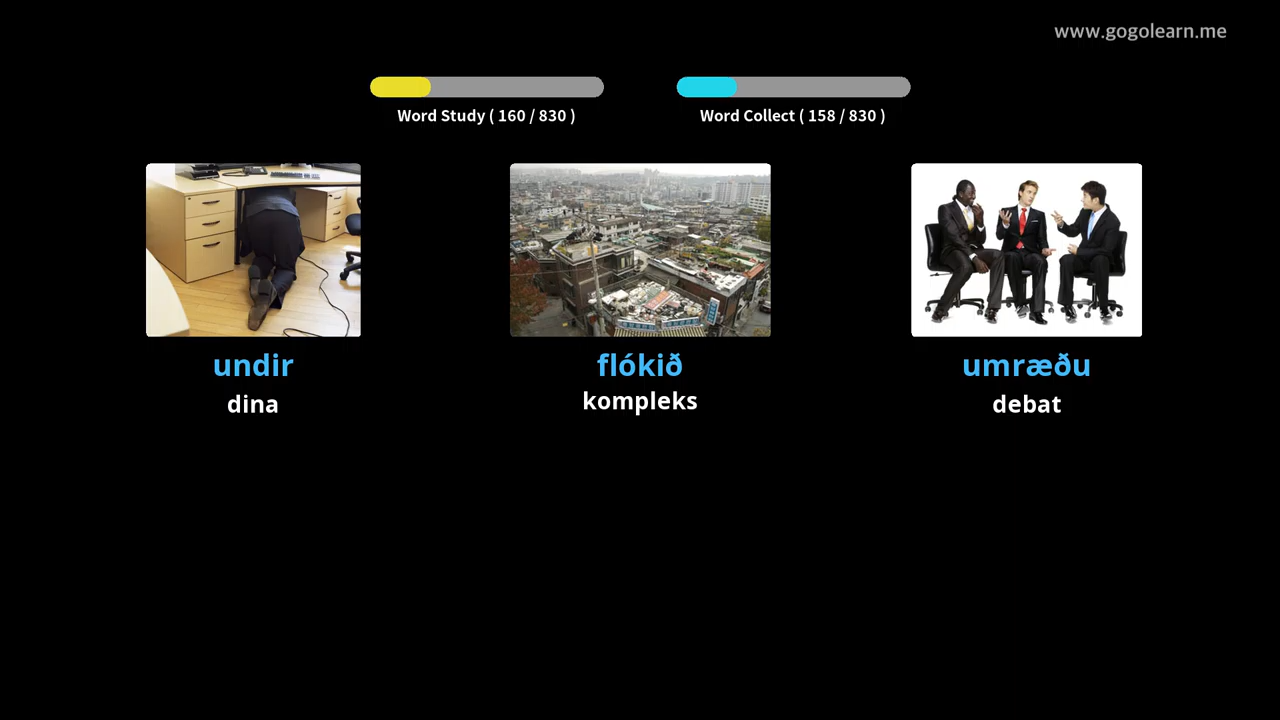 www.gogolearn.me
Word Study ( 160 / 830 )
Word Collect ( 158 / 830 )
undir
flókið
umræðu
dina
kompleks
debat